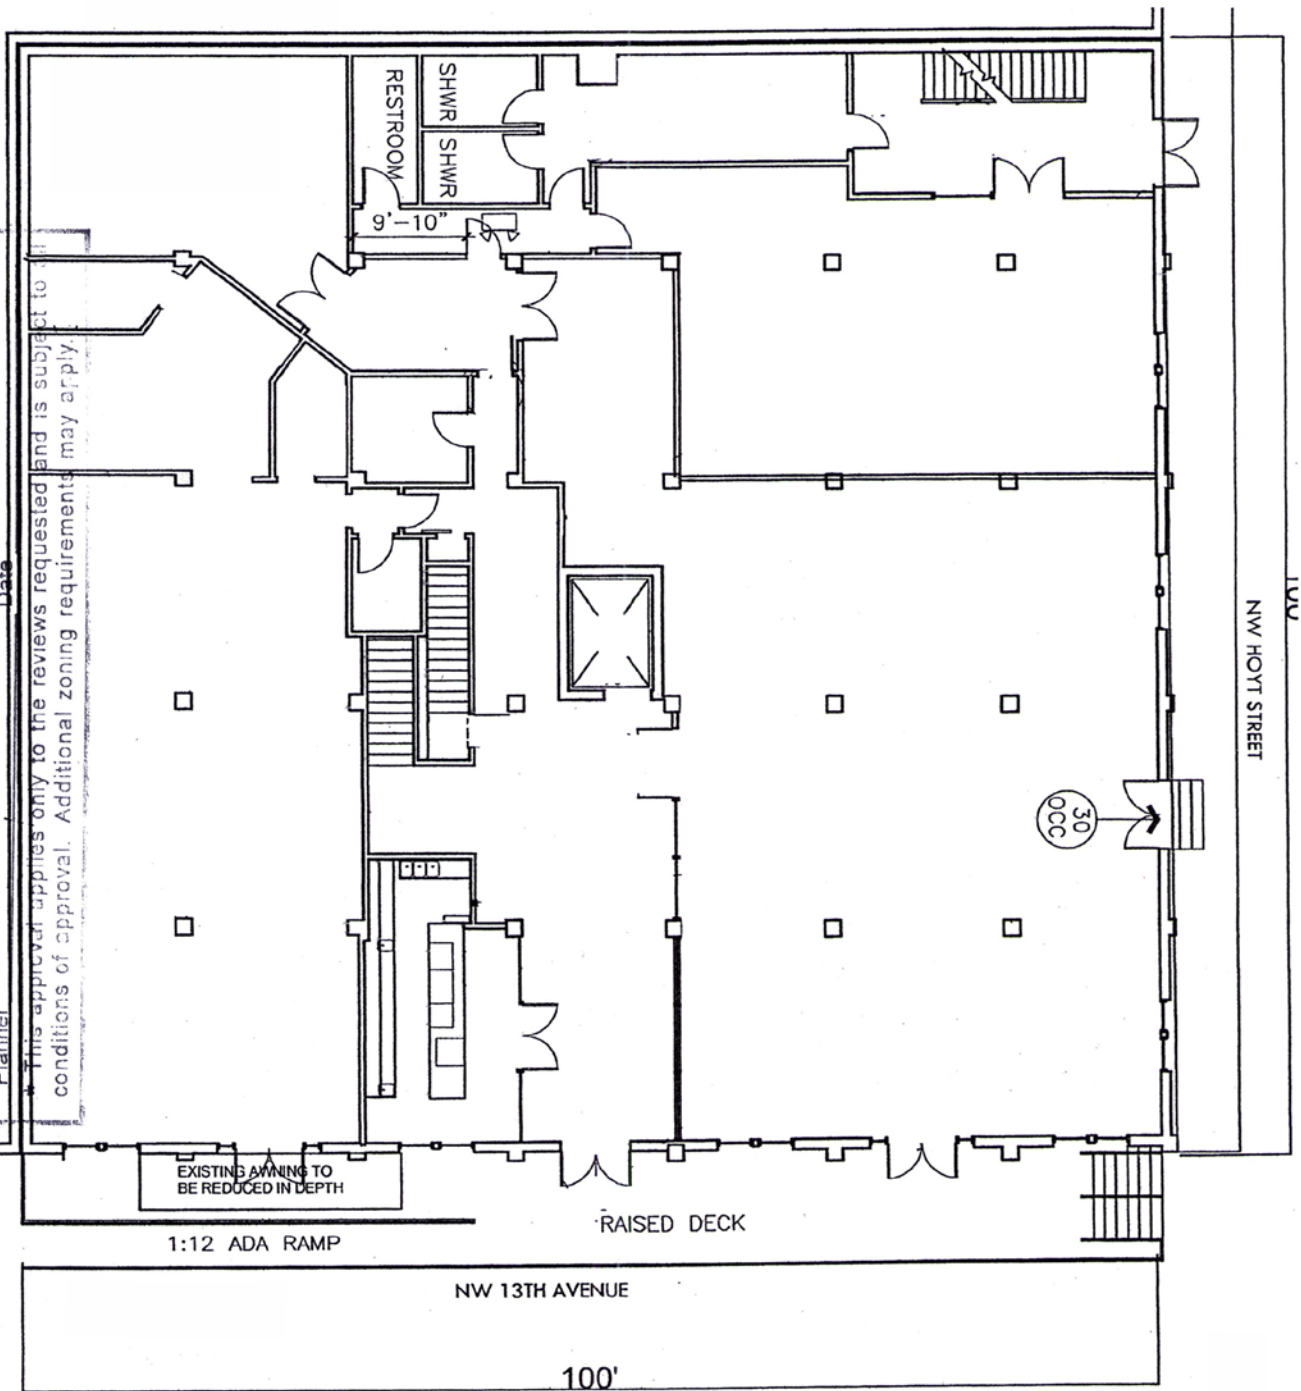 RESTROOM
SHWR
SHWR
9'-10"
This approval applies only to the reviews requested and is subject to all
conditions of approval. Additional zoning requirements may apply.
Date
Planner
NW HOYT STREET
30
OCC
EXISTING AWNING TO
BE REDUCED IN DEPTH
RAISED DECK
1:12 ADA RAMP
NW 13TH AVENUE
100'